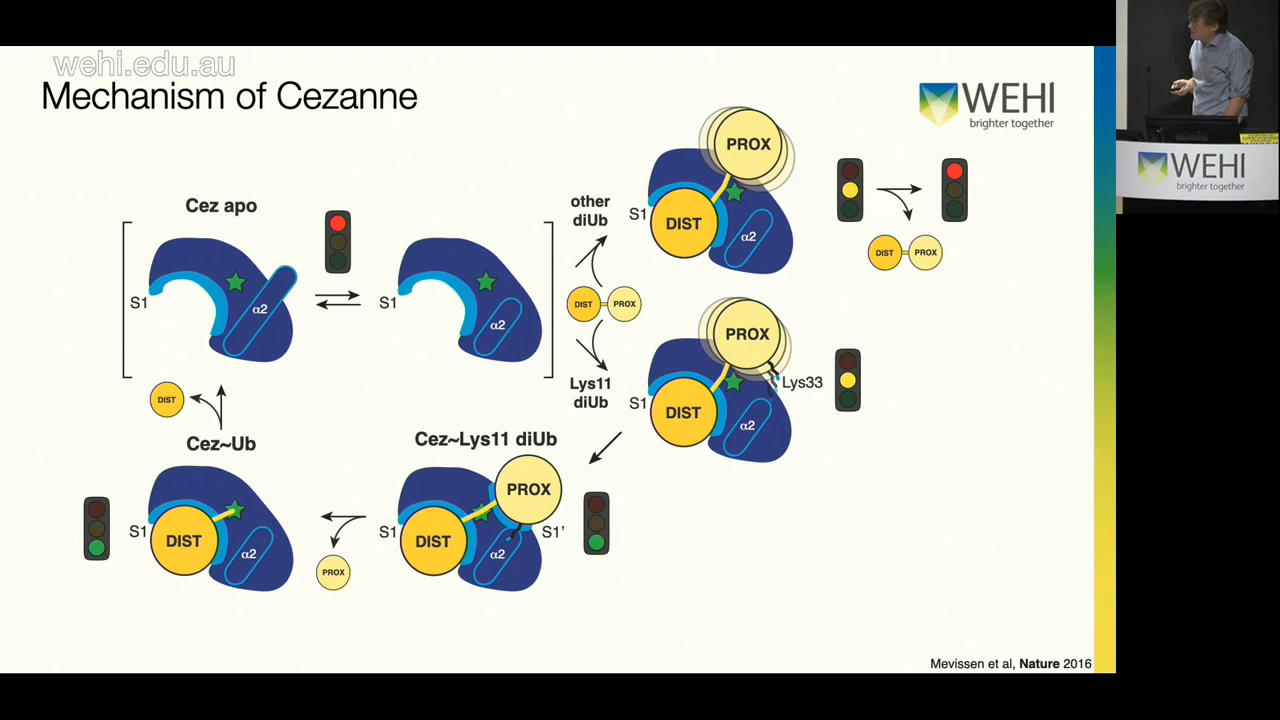 wehi.edu.au
Mechanism of Cezanne
WEHI
brighter together
Cez apo
S1
α2
S1
α2
other
diUb
DIST
PROX
Lys11
diUb
PROX
S1
DIST
α2
DIST
PROX
PROX
Lys33
S1
DIST
α2
DIST
Cez~Ub
S1
DIST
α2
PROX
Cez~Lys11 diUb
PROX
S1
DIST
α2
S1’
Mevissen et al, Nature 2016
WEHI
brighter together